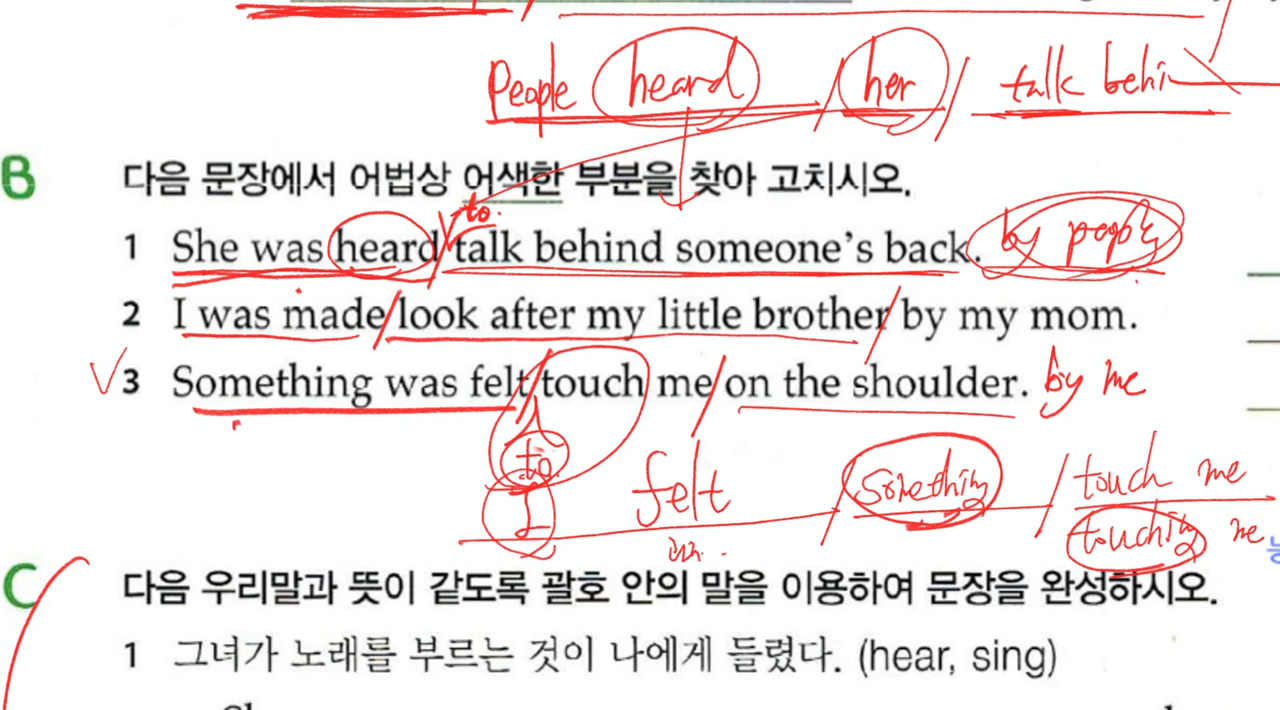 People heard / her / talk behi
B 다음 문장에서 어법상 어색한 부분을 찾아 고치시오.
to.
1 She was heard / talk behind someone's back. by people
2 I was made / look after my little brother / by my mom.
3 Something was felt / touch me / on the shoulder. by me
to
I felt / something / touch me
touching me
C 다음 우리말과 뜻이 같도록 괄호 안의 말을 이용하여 문장을 완성하시오.
1 그녀가 노래를 부르는 것이 나에게 들렸다. (hear, sing)